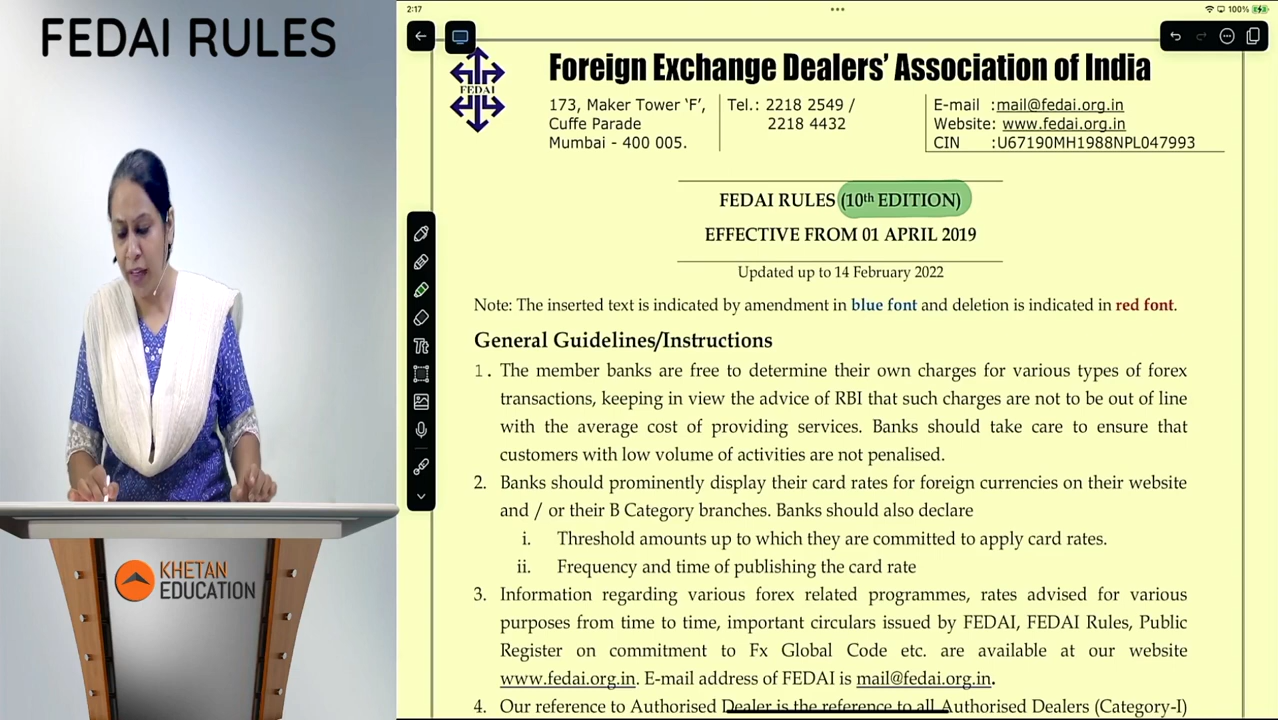 FEDAI RULES
2:17
100%
FEDAI
Foreign Exchange Dealers’ Association of India
173, Maker Tower ‘F’,
Cuffe Parade
Mumbai - 400 005.
Tel.: 2218 2549 /
2218 4432
E-mail :mail@fedai.org.in
Website: www.fedai.org.in
CIN :U67190MH1988NPL047993
FEDAI RULES (10th EDITION)
EFFECTIVE FROM 01 APRIL 2019
Updated up to 14 February 2022
Note: The inserted text is indicated by amendment in blue font and deletion is indicated in red font.
General Guidelines/Instructions
1. The member banks are free to determine their own charges for various types of forex
transactions, keeping in view the advice of RBI that such charges are not to be out of line
with the average cost of providing services. Banks should take care to ensure that
customers with low volume of activities are not penalised.
2. Banks should prominently display their card rates for foreign currencies on their website
and / or their B Category branches. Banks should also declare
i. Threshold amounts up to which they are committed to apply card rates.
ii. Frequency and time of publishing the card rate
3. Information regarding various forex related programmes, rates advised for various
purposes from time to time, important circulars issued by FEDAI, FEDAI Rules, Public
Register on commitment to Fx Global Code etc. are available at our website
www.fedai.org.in. E-mail address of FEDAI is mail@fedai.org.in.
4. Our reference to Authorised Dealer is the reference to all Authorised Dealers (Category-I)
KHETAN
EDUCATION